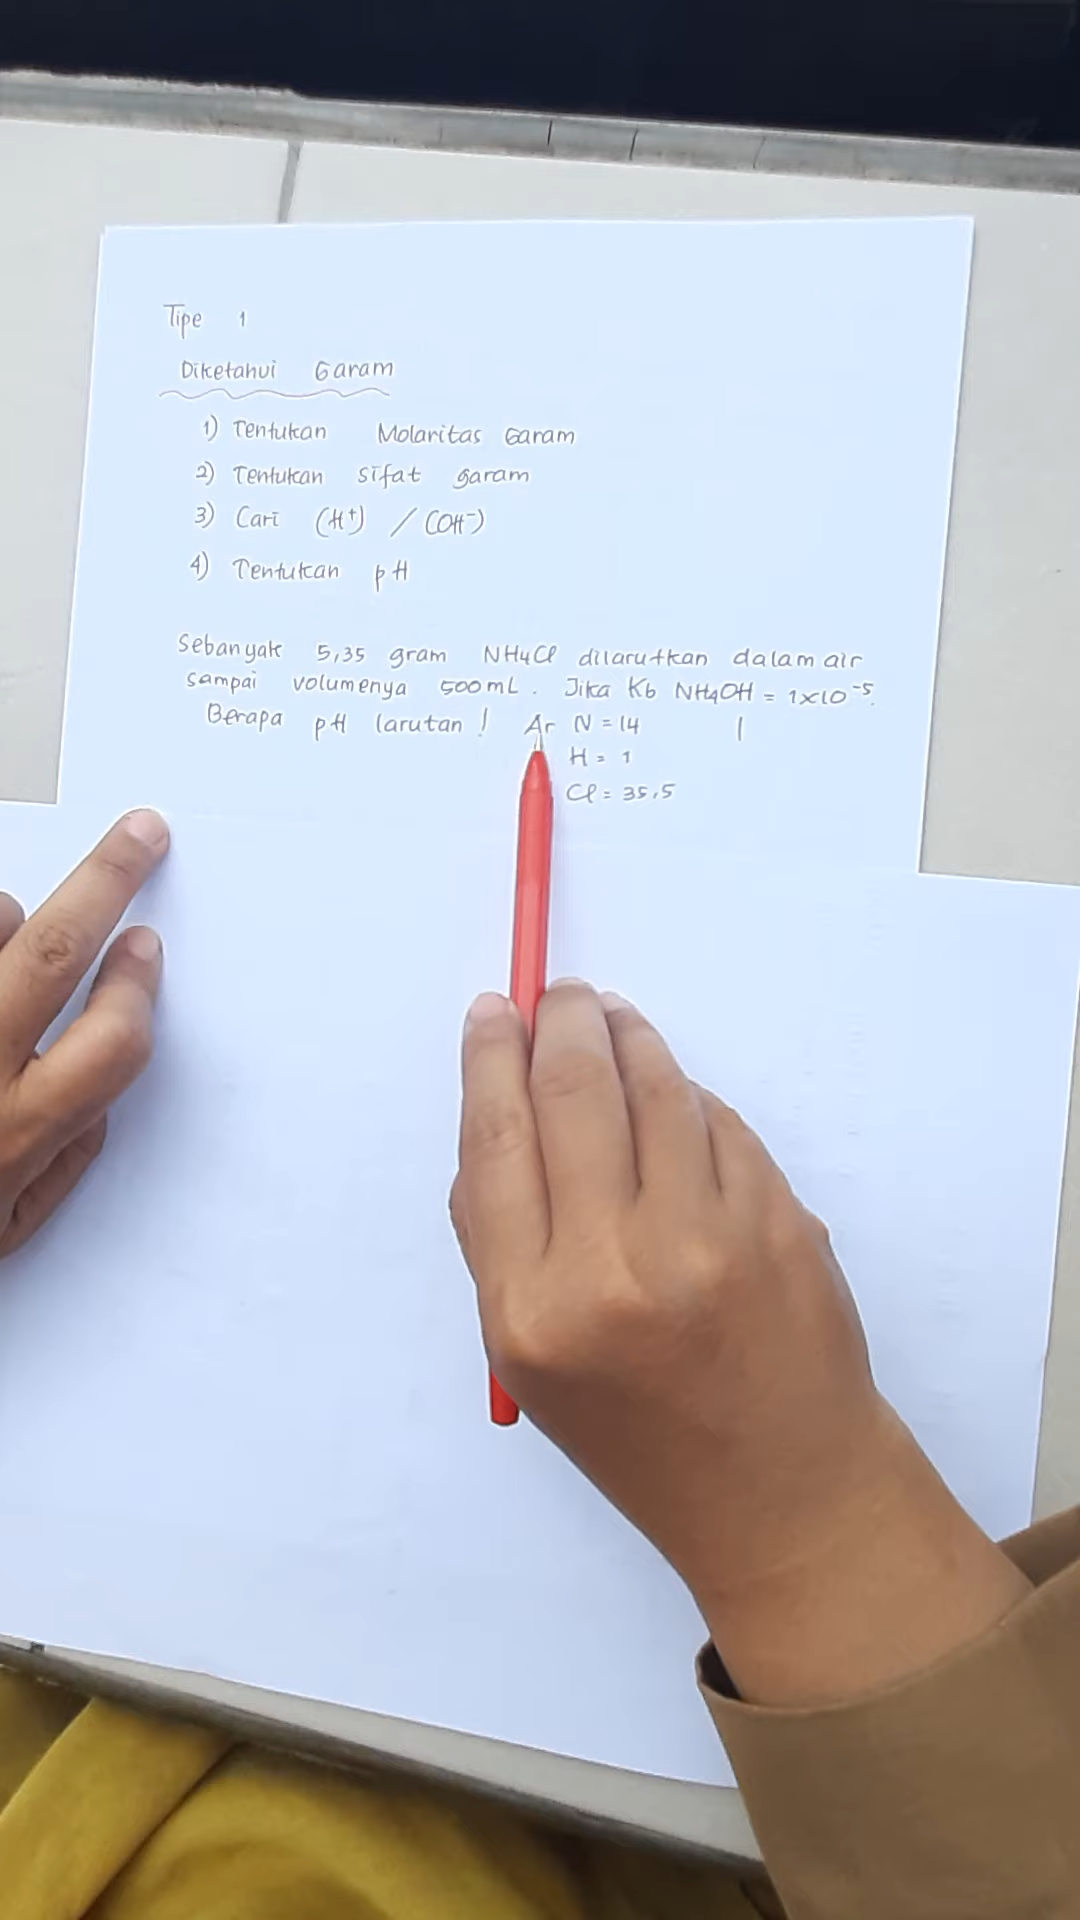 Tipe 1
Diketahui Garam
1) Tentukan Molaritas Garam
2) Tentukan sifat garam
3) Cari (H⁺) / (OH⁻)
4) Tentukan pH
Sebanyak 5,35 gram NH4Cl dilarutkan dalam air
sampai volumenya 500 mL. Jika Kb NH4OH = 1×10⁻⁵.
Berapa pH larutan ! Ar N = 14
H = 1
Cl = 35,5